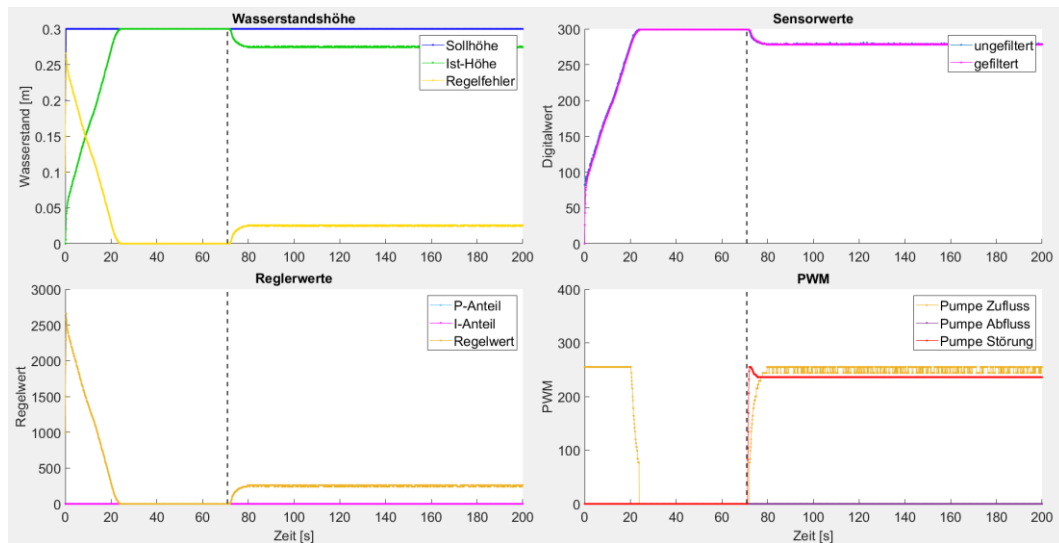 Wasserstandshöhe
Wasserstand [m]
0.3
0.25
0.2
0.15
0.1
0.05
0
0 20 40 60 80 100 120 140 160 180 200
Sollhöhe
Ist-Höhe
Regelfehler
Sensorwerte
Digitalwert
300
250
200
150
100
50
0
0 20 40 60 80 100 120 140 160 180 200
ungefiltert
gefiltert
Reglerwerte
Regelwert
3000
2500
2000
1500
1000
500
0
0 20 40 60 80 100 120 140 160 180 200
Zeit [s]
P-Anteil
I-Anteil
Regelwert
PWM
PWM
400
300
200
100
0
0 20 40 60 80 100 120 140 160 180 200
Zeit [s]
Pumpe Zufluss
Pumpe Abfluss
Pumpe Störung